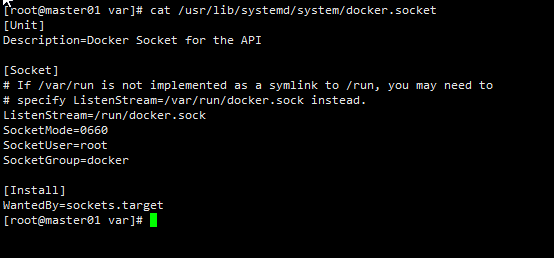 [root@master01 var]# cat /usr/lib/systemd/system/docker.socket
[Unit]
Description=Docker Socket for the API
[Socket]
# If /var/run is not implemented as a symlink to /run, you may need to
# specify ListenStream=/var/run/docker.sock instead.
ListenStream=/run/docker.sock
SocketMode=0660
SocketUser=root
SocketGroup=docker
[Install]
WantedBy=sockets.target
[root@master01 var]#